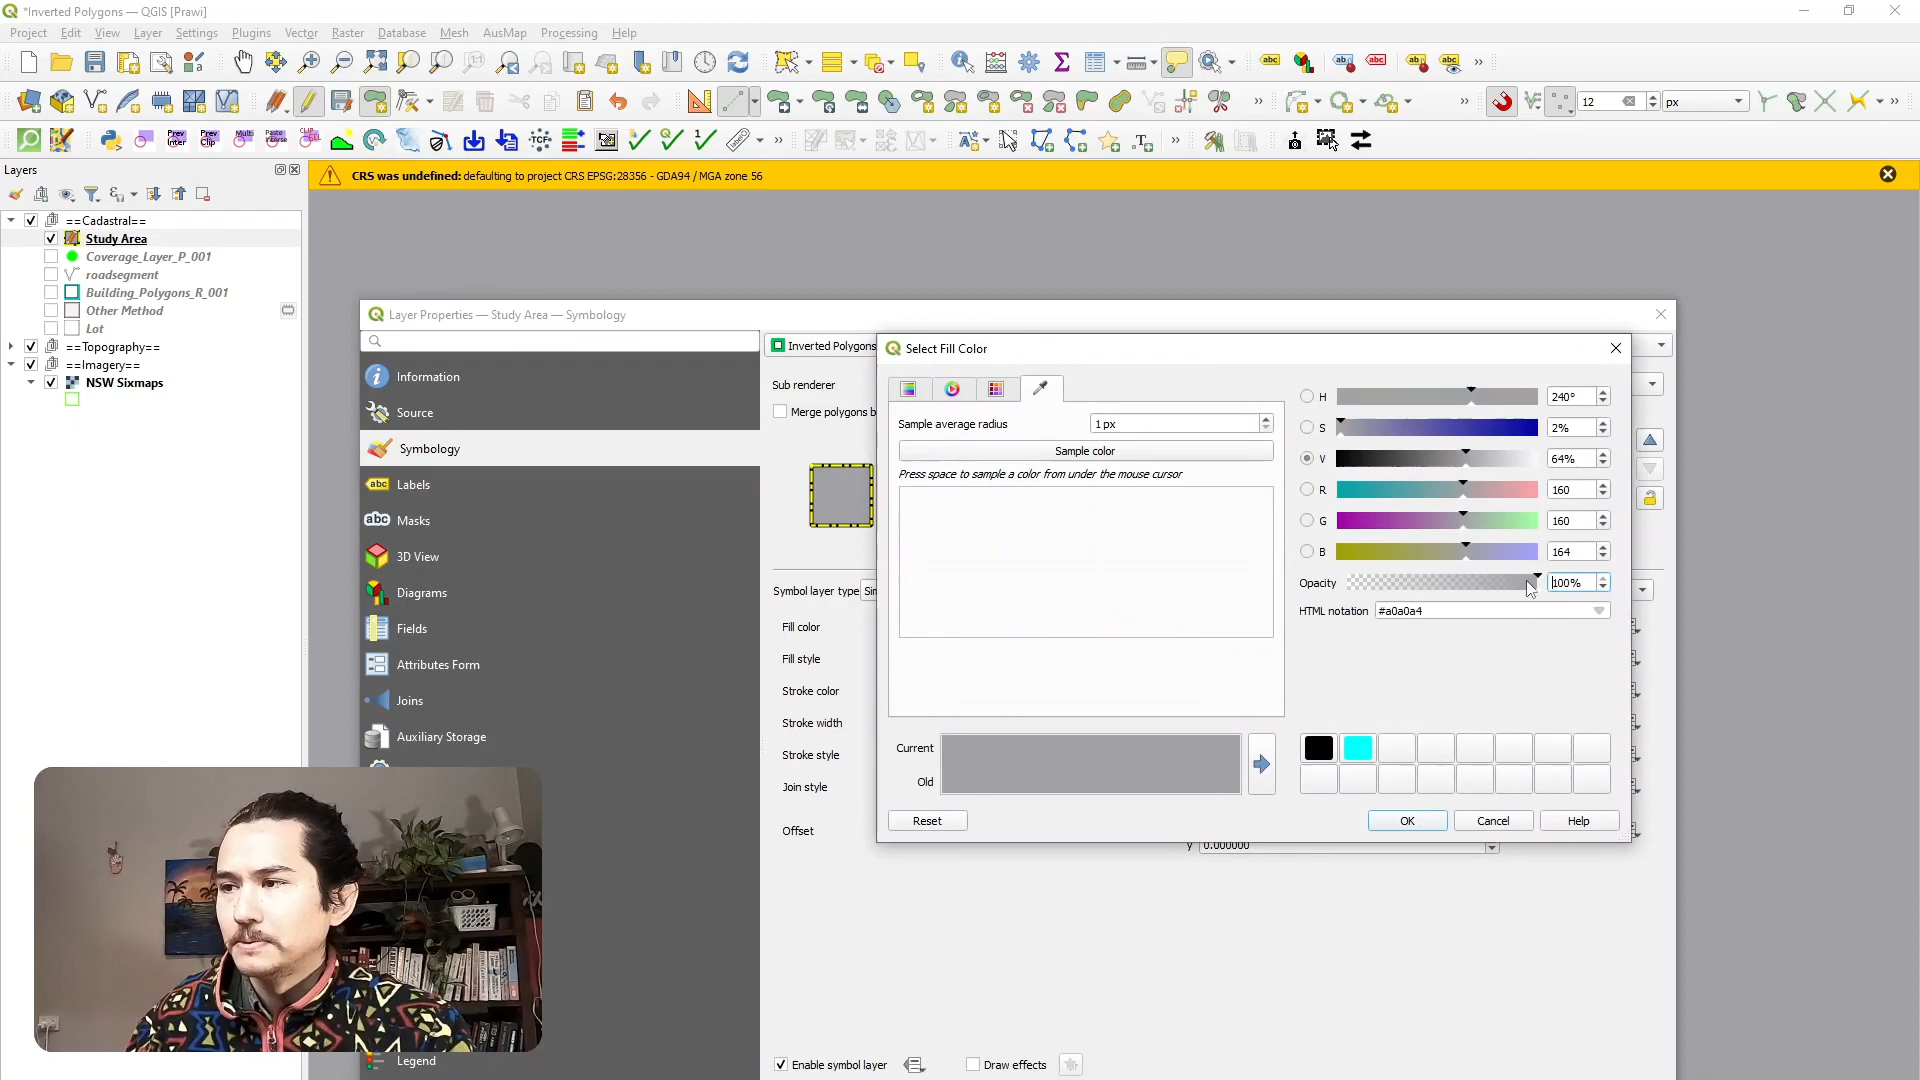 *Inverted Polygons — QGIS [Prawi]
Project Edit View Layer Settings Plugins Vector Raster Database Mesh AusMap Processing Help
12 px
Layers
CRS was undefined: defaulting to project CRS EPSG:28356 - GDA94 / MGA zone 56
==Cadastral==
Study Area
Coverage_Layer_P_001
roadsegment
Building_Polygons_R_001
Other Method
Lot
==Topography==
==Imagery==
NSW Sixmaps
Layer Properties — Study Area — Symbology
Information
Source
Symbology
Labels
Masks
3D View
Diagrams
Fields
Attributes Form
Joins
Auxiliary Storage
Legend
Inverted Polygons
Sub renderer
Merge polygons b
Symbol layer type Sim
Fill color
Fill style
Stroke color
Stroke width
Stroke style
Join style
Offset
y 0.000000
Enable symbol layer
Draw effects
Select Fill Color
Sample average radius 1 px
Sample color
Press space to sample a color from under the mouse cursor
H 240°
S 2%
V 64%
R 160
G 160
B 164
Opacity 100%
HTML notation #a0a0a4
Current
Old
Reset
OK Cancel Help